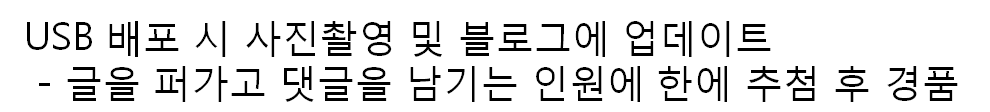 USB 배포 시 사진촬영 및 블로그에 업데이트
- 글을 퍼가고 댓글을 남기는 인원에 한에 추첨 후 경품